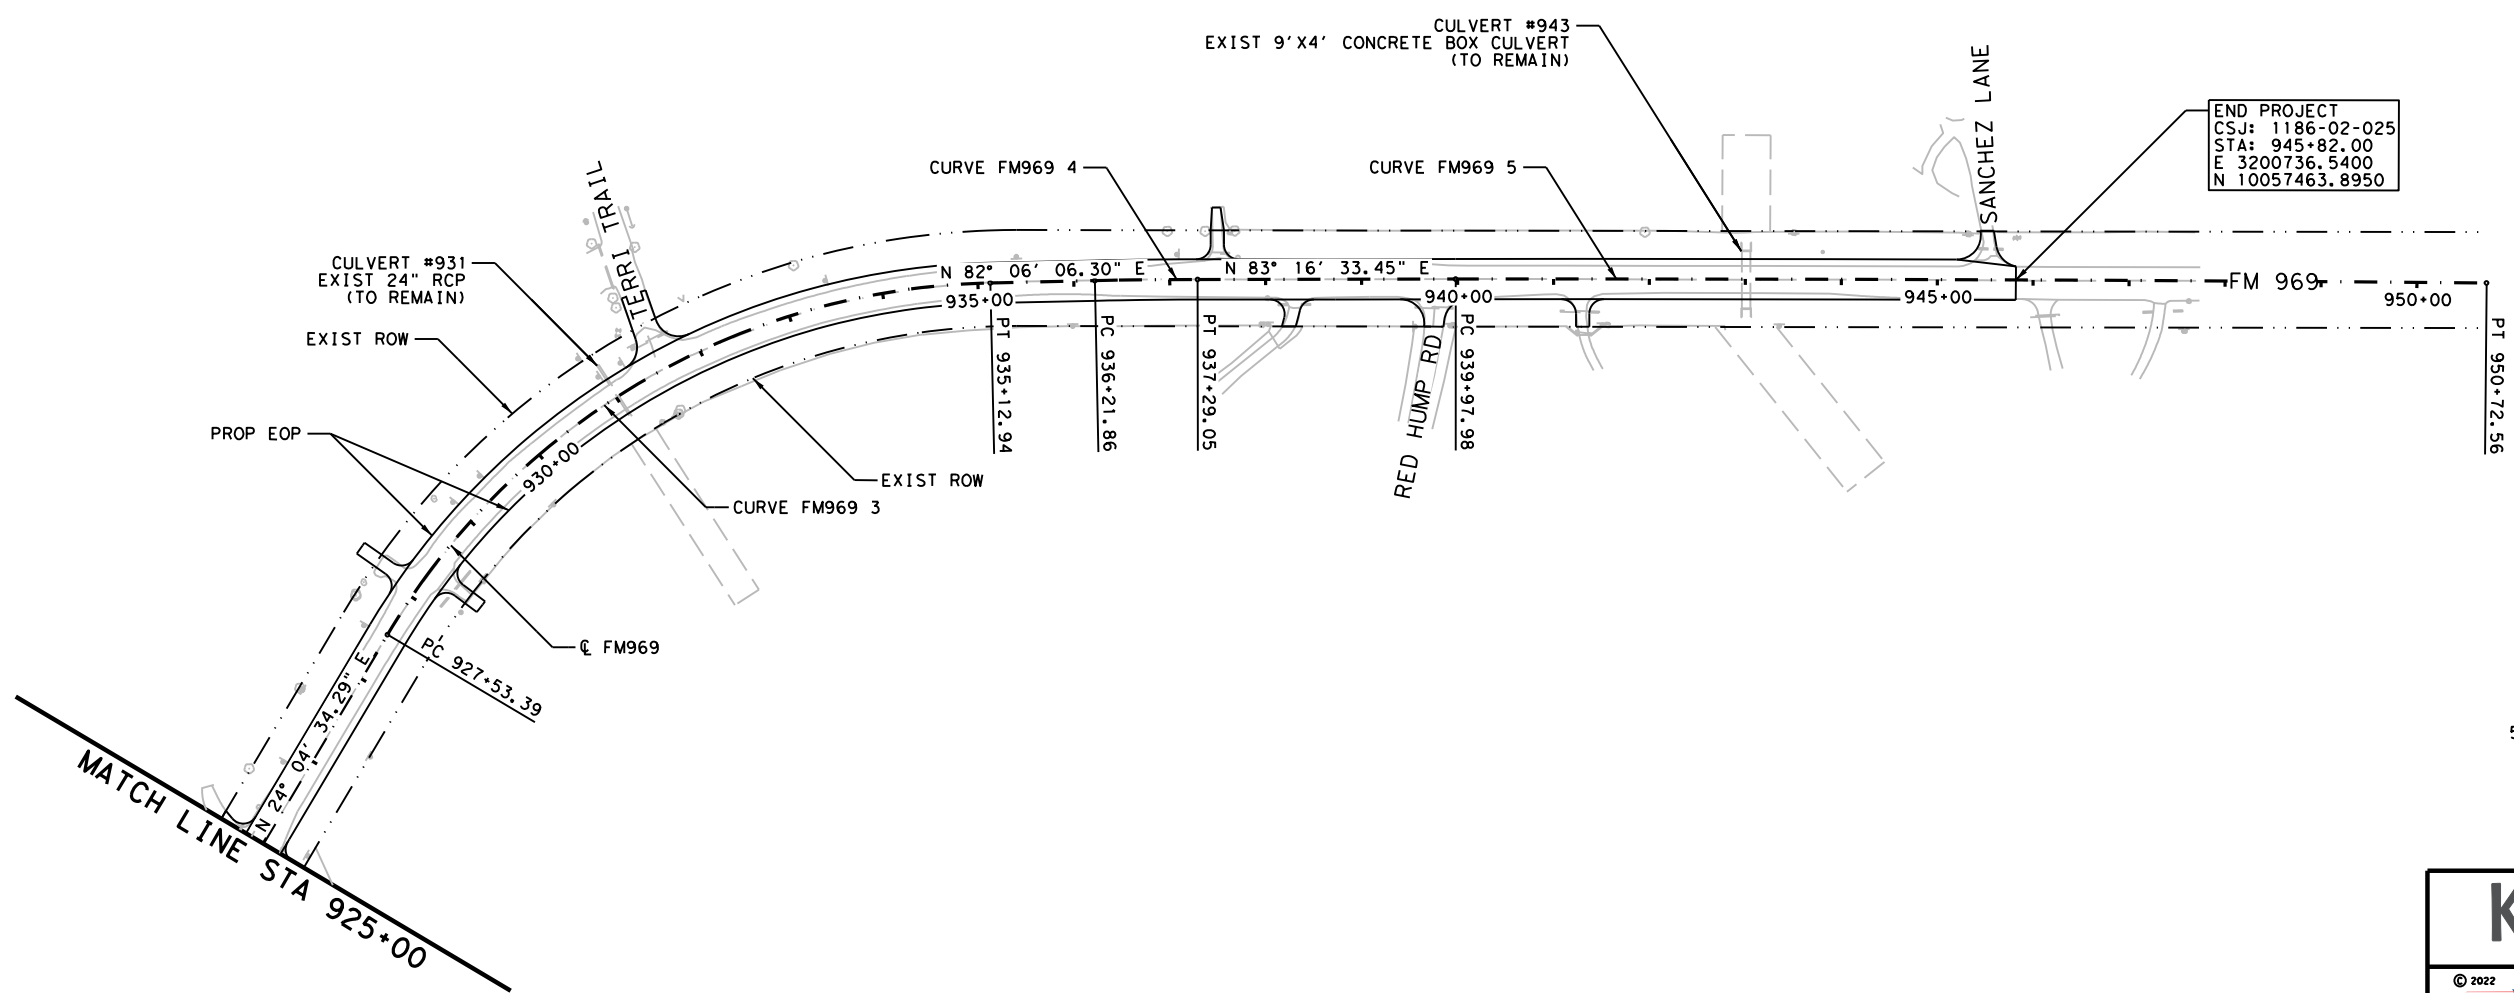 CULVERT #943
EXIST 9'X4' CONCRETE BOX CULVERT
(TO REMAIN)
SANCHEZ LANE
END PROJECT
CSJ: 1186-02-025
STA: 945+82.00
E 3200736.5400
N 10057463.8950
CURVE FM969 4
CURVE FM969 5
TERRI TRAIL
CULVERT #931
EXIST 24" RCP
(TO REMAIN)
N 82° 06' 06.30" E
N 83° 16' 33.45" E
FM 969
935+00
940+00
945+00
950+00
EXIST ROW
PT 935+12.94
PC 936+21.86
PT 937+29.05
RED HUMP RD
PC 939+97.98
PT 950+72.56
PROP EOP
930+00
EXIST ROW
CURVE FM969 3
℄ FM969
PC 927+53.39
N 24° 04' 34.29" E
MATCH LINE STA 925+00
5
K
© 2022